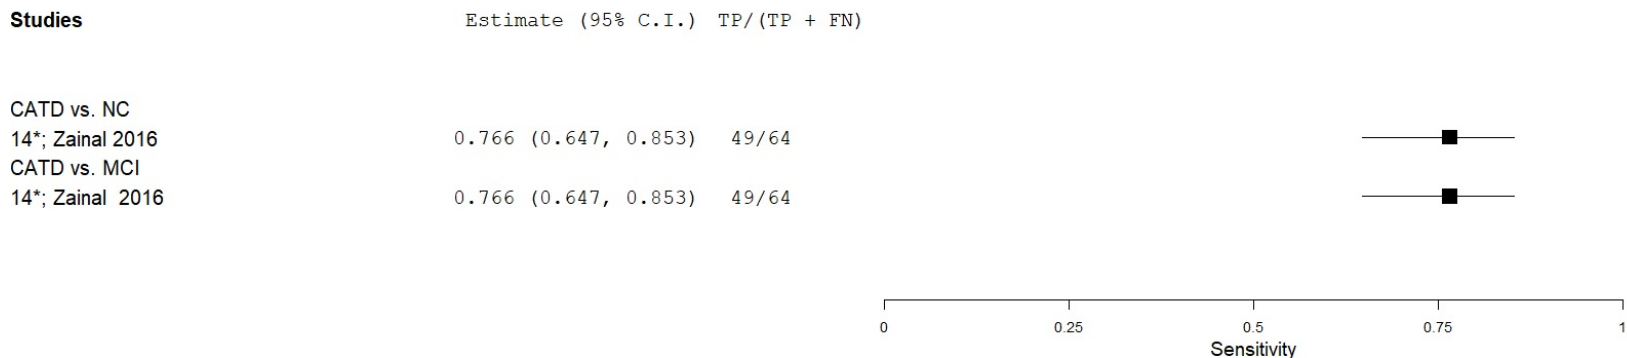 Studies Estimate (95% C.I.) TP/(TP + FN)
CATD vs. NC
14*; Zainal 2016 0.766 (0.647, 0.853) 49/64
CATD vs. MCI
14*; Zainal 2016 0.766 (0.647, 0.853) 49/64
0 0.25 0.5 0.75 1
Sensitivity